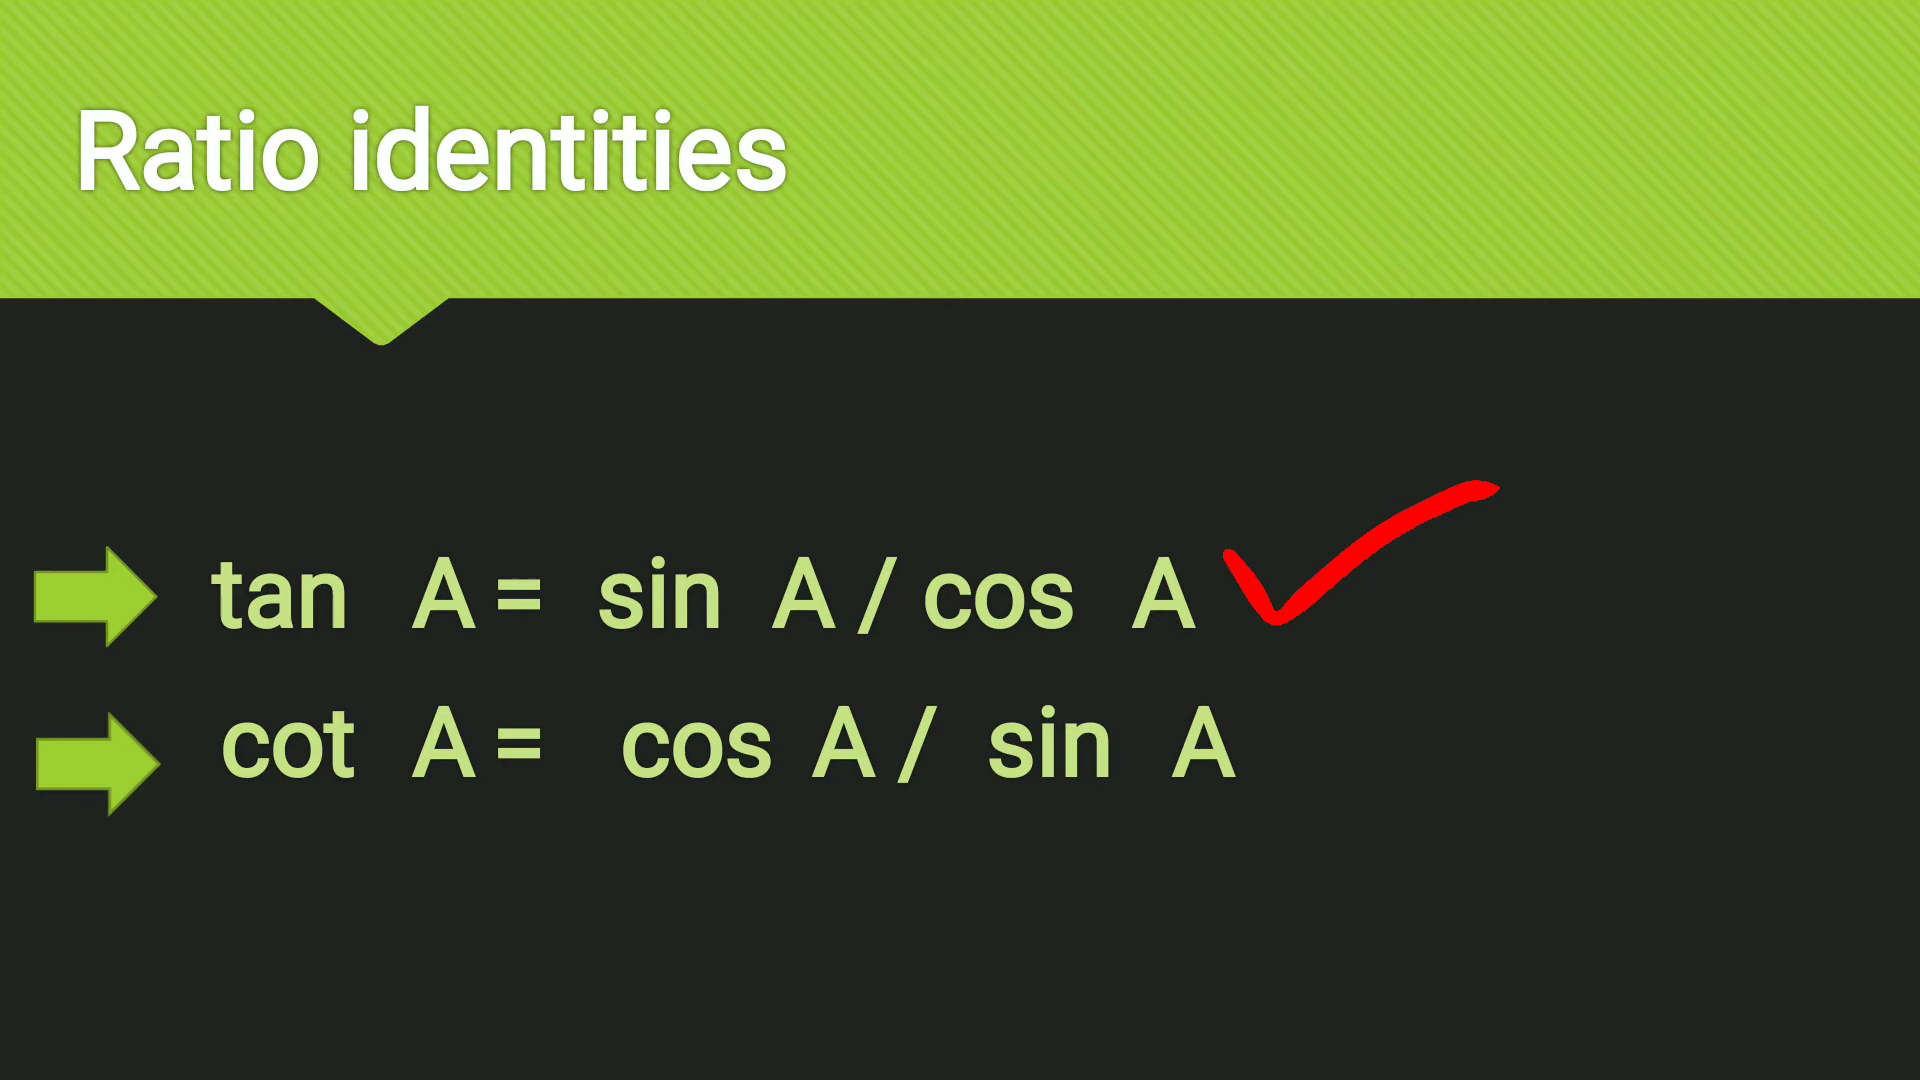 Ratio identities
tan A = sin A / cos A
cot A = cos A / sin A